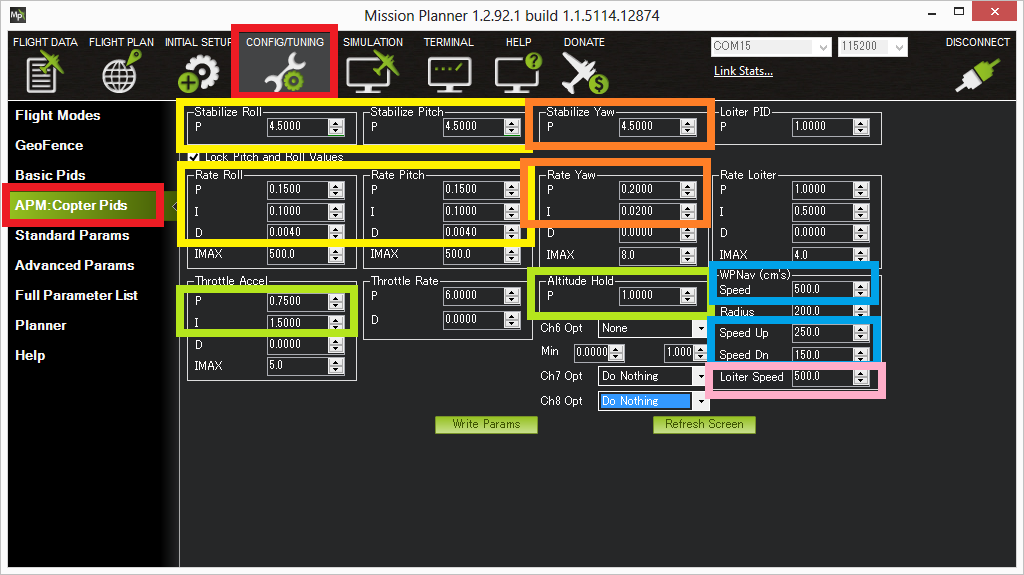 Mp
Mission Planner 1.2.92.1 build 1.1.5114.12874
FLIGHT DATA FLIGHT PLAN INITIAL SETUP CONFIG/TUNING SIMULATION TERMINAL HELP DONATE
COM15 115200 DISCONNECT
Link Stats...
Flight Modes
GeoFence
Basic Pids
APM:Copter Pids
Standard Params
Advanced Params
Full Parameter List
Planner
Help
Stabilize Roll Stabilize Pitch Stabilize Yaw Loiter PID
P 4.5000 P 4.5000 P 4.5000 P 1.0000
Lock Pitch and Roll Values
Rate Roll Rate Pitch Rate Yaw Rate Loiter
P 0.1500 P 0.1500 P 0.2000 P 1.0000
I 0.1000 I 0.1000 I 0.0200 I 0.5000
D 0.0040 D 0.0040 D 0.0000 D 0.0000
IMAX 500.0 IMAX 500.0 IMAX 8.0 IMAX 4.0
Throttle Accel Throttle Rate Altitude Hold WPNav (cm's)
P 0.7500 P 6.0000 P 1.0000 Speed 500.0
I 1.5000 D 0.0000 Radius 200.0
D 0.0000 Ch6 Opt None Speed Up 250.0
IMAX 5.0 Min 0.0000 1.000 Speed Dn 150.0
Ch7 Opt Do Nothing Loiter Speed 500.0
Ch8 Opt Do Nothing
Write Params Refresh Screen